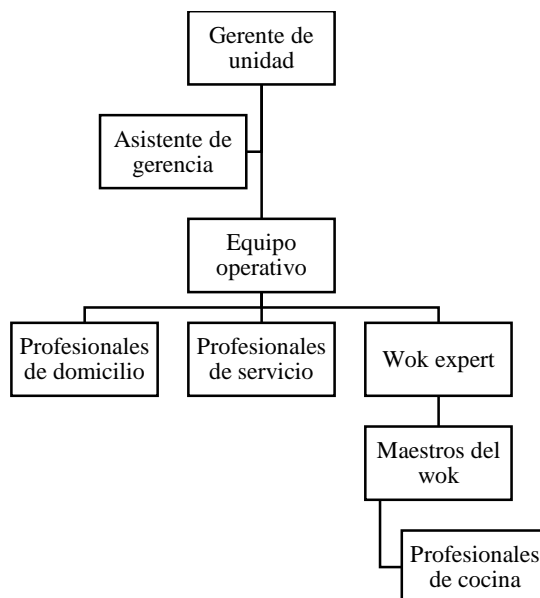 Gerente de
unidad
Asistente de
gerencia
Equipo
operativo
Profesionales
de domicilio
Profesionales
de servicio
Wok expert
Maestros del
wok
Profesionales
de cocina